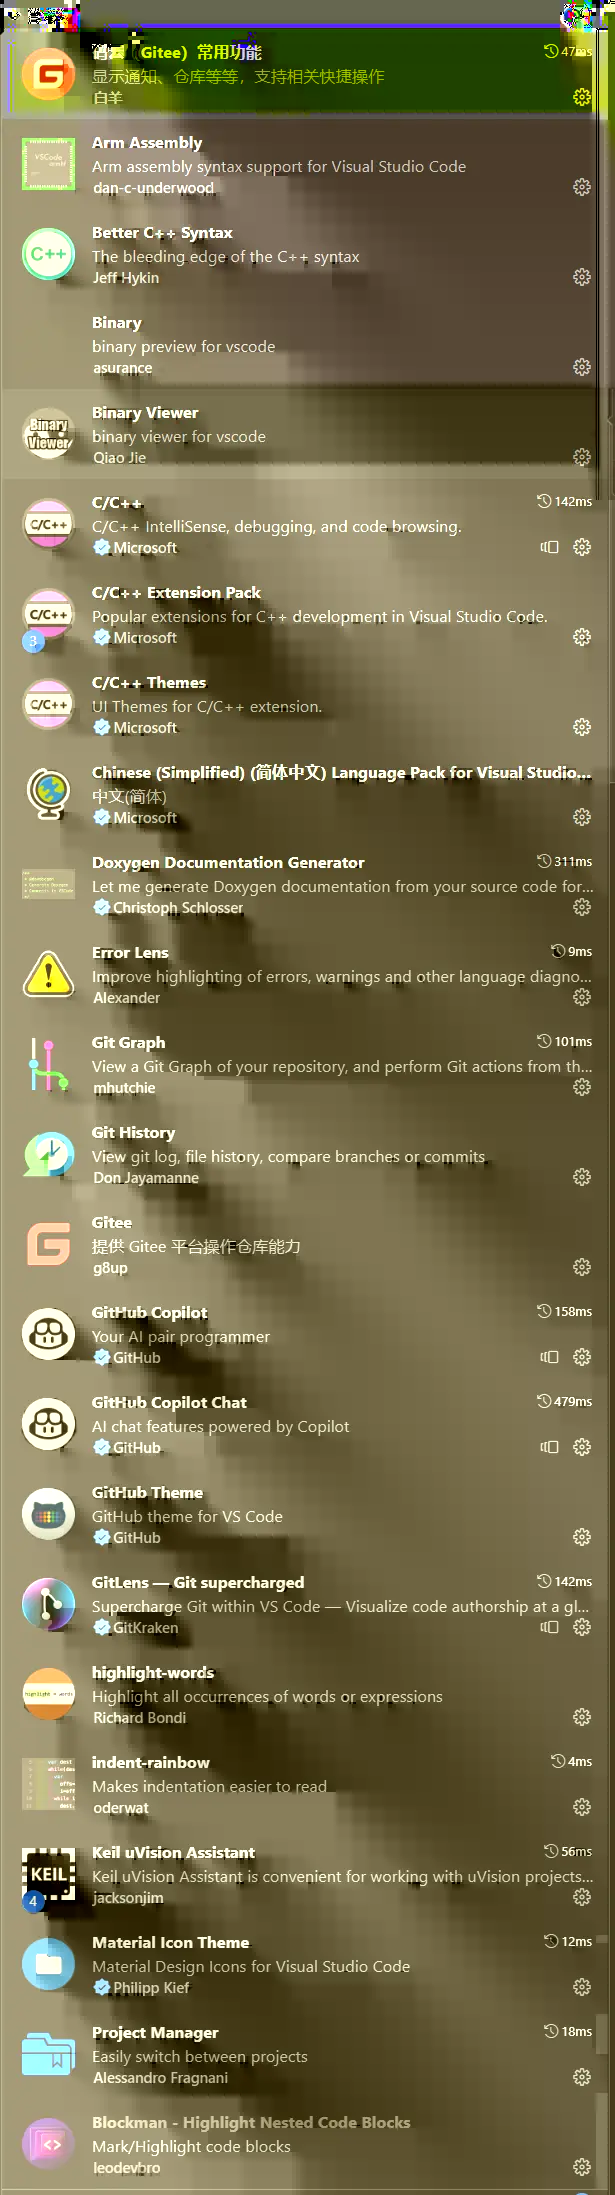 (Gitee) 常用功能
47ms
显示通知、仓库等等，支持相关快捷操作
白羊
VSCode
Arm Assembly
Arm assembly syntax support for Visual Studio Code
dan-c-underwood
C++
Better C++ Syntax
The bleeding edge of the C++ syntax
Jeff Hykin
Binary
binary preview for vscode
asurance
Binary Viewer
Binary Viewer
binary viewer for vscode
Qiao Jie
C/C++
C/C++
142ms
C/C++ IntelliSense, debugging, and code browsing.
Microsoft
C/C++
3
C/C++ Extension Pack
Popular extensions for C++ development in Visual Studio Code.
Microsoft
C/C++
C/C++ Themes
UI Themes for C/C++ extension.
Microsoft
Chinese (Simplified) (简体中文) Language Pack for Visual Studio...
中文(简体)
Microsoft
Doxygen Documentation Generator
311ms
Let me generate Doxygen documentation from your source code for...
Christoph Schlosser
Error Lens
9ms
Improve highlighting of errors, warnings and other language diagno...
Alexander
Git Graph
101ms
View a Git Graph of your repository, and perform Git actions from th...
mhutchie
Git History
View git log, file history, compare branches or commits
Don Jayamanne
Gitee
提供 Gitee 平台操作仓库能力
g8up
GitHub Copilot
158ms
Your AI pair programmer
GitHub
GitHub Copilot Chat
479ms
AI chat features powered by Copilot
GitHub
GitHub Theme
GitHub theme for VS Code
GitHub
GitLens — Git supercharged
142ms
Supercharge Git within VS Code — Visualize code authorship at a gl...
GitKraken
highlight-words
Highlight all occurrences of words or expressions
Richard Bondi
indent-rainbow
4ms
Makes indentation easier to read
oderwat
KEIL
4
Keil uVision Assistant
56ms
Keil uVision Assistant is convenient for working with uVision projects...
jacksonjim
Material Icon Theme
12ms
Material Design Icons for Visual Studio Code
Philipp Kief
Project Manager
18ms
Easily switch between projects
Alessandro Fragnani
Blockman - Highlight Nested Code Blocks
Mark/Highlight code blocks
leodevbro